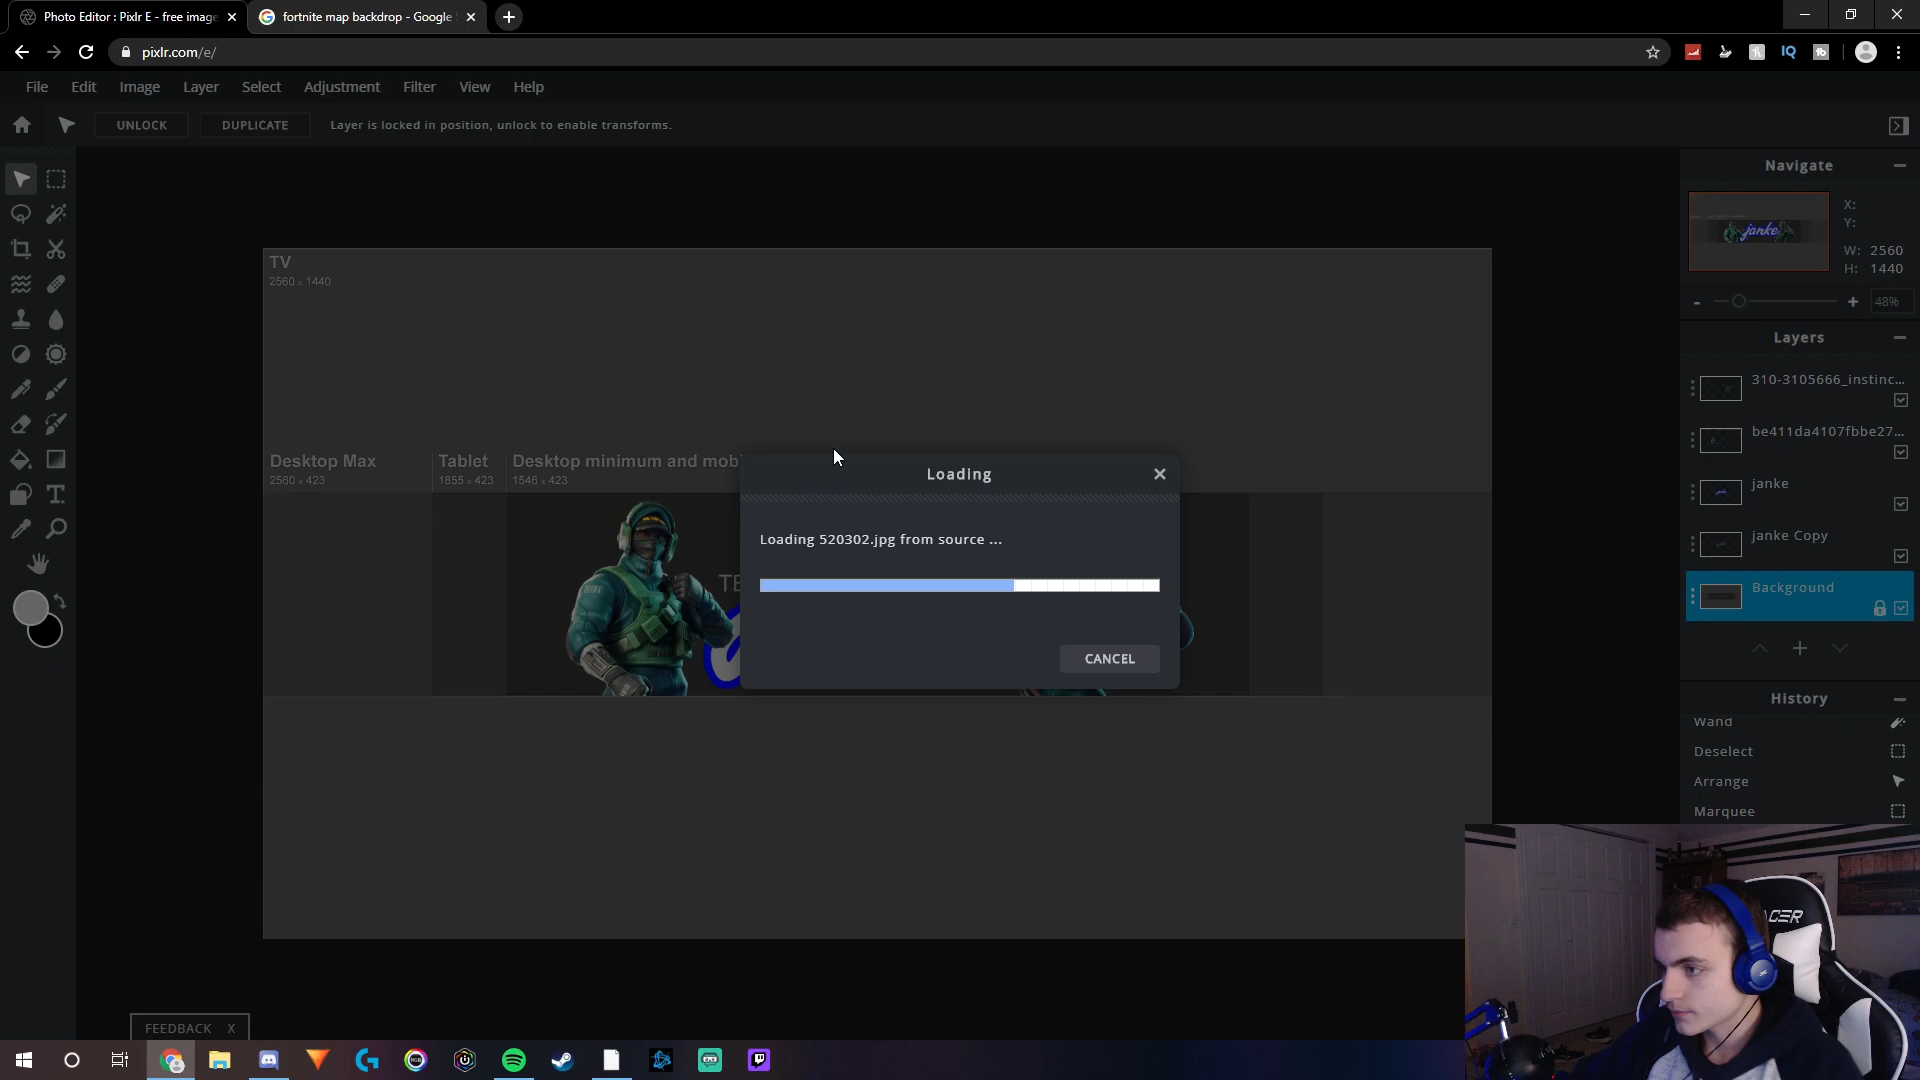 Photo Editor : Pixlr E - free image
fortnite map backdrop - Google
pixlr.com/e/
File Edit Image Layer Select Adjustment Filter View Help
UNLOCK DUPLICATE Layer is locked in position, unlock to enable transforms.
Navigate
X:
Y:
W: 2560
H: 1440
48%
TV
2560 x 1440
Desktop Max
2560 x 423
Tablet
1855 x 423
Desktop minimum and mobi
1546 x 423
TE
Loading
Loading 520302.jpg from source ...
CANCEL
Layers
310-3105666_instinc...
be411da4107fbbe27...
janke
janke Copy
Background
History
Wand
Deselect
Arrange
Marquee
janke
FEEDBACK X